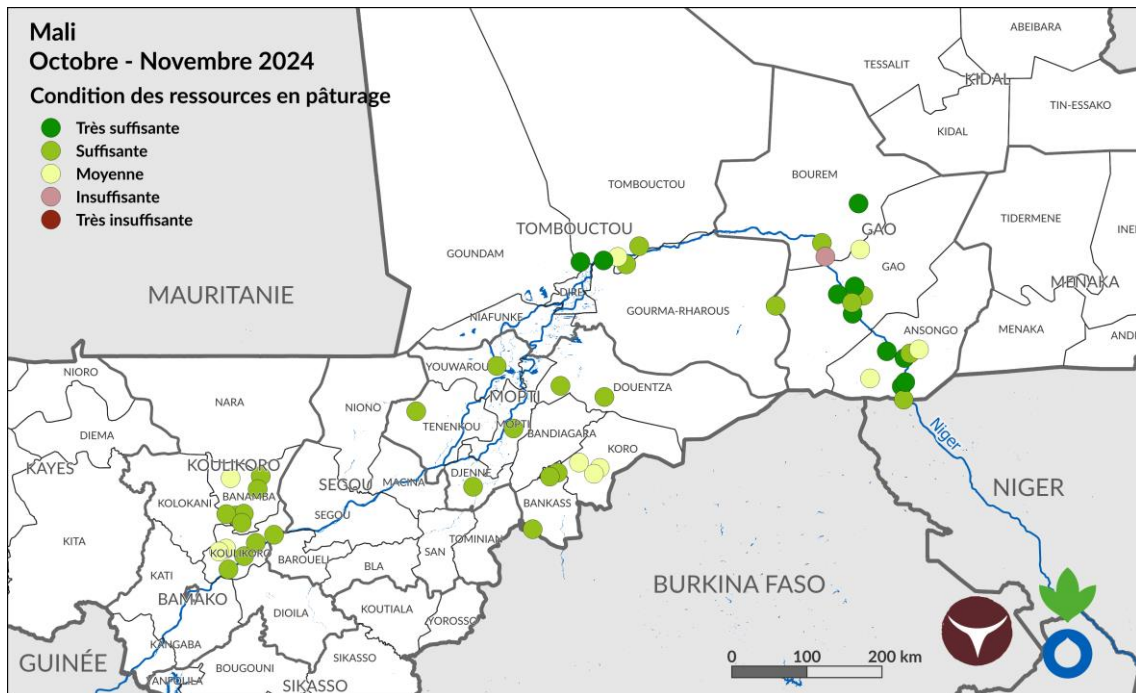 Mali
Octobre - Novembre 2024
Condition des ressources en pâturage
Très suffisante
Suffisante
Moyenne
Insuffisante
Très insuffisante
ABEIBARA
TESSALIT
KIDAL
TIN-ESSAKO
KIDAL
TOMBOUCTOU
BOUREM
TIDERMENE
TOMBOUCTOU
GAO
GOUNDAM
GAO
MENAKA
MAURITANIE
DIRE
GOURMA-RHAROUS
NIAFUNKE
ANSONGO
MENAKA
NIORO
YOUWAROU
DOUENTZA
NARA
NIONO
MOPTI
DIEMA
TENENKOU
MOPTI
BANDIAGARA
Niger
KORO
KAYES
KOULIKORO
SEGOU
MACINA
DJENNE
NIGER
BANAMBA
KOLOKANI
SEGOU
BANKASS
KITA
TOMINIAN
KOULIKORO
BAROUELI
SAN
BLA
KATI
BURKINA FASO
BAMAKO
DIOILA
KOUTIALA
YOROSSO
KANGABA
GUINÉE
BOUGOUNI
SIKASSO
SIKASSO
0 100 200 km